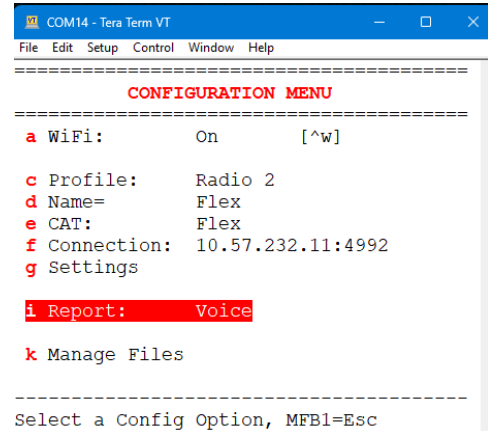 COM14 - Tera Term VT
File Edit Setup Control Window Help
==========================================
CONFIGURATION MENU
==========================================
a WiFi: On [^w]
c Profile: Radio 2
d Name= Flex
e CAT: Flex
f Connection: 10.57.232.11:4992
g Settings
i Report: Voice
k Manage Files
------------------------------------------
Select a Config Option, MFB1=Esc